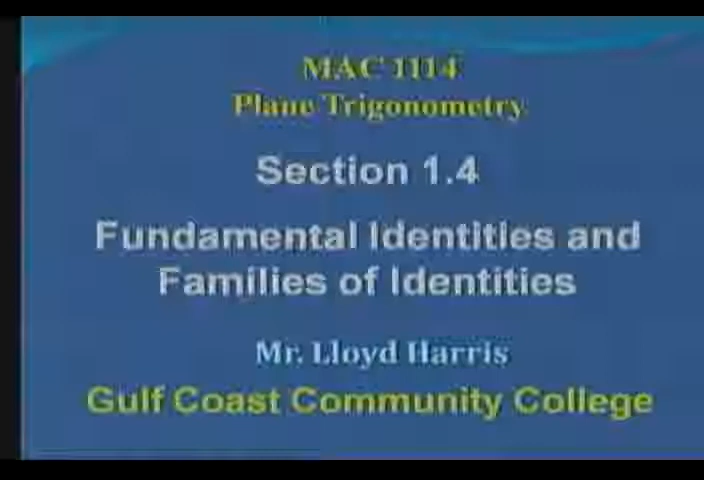 MAC 1114
Plane Trigonometry
Section 1.4
Fundamental Identities and
Families of Identities
Mr. Lloyd Harris
Gulf Coast Community College